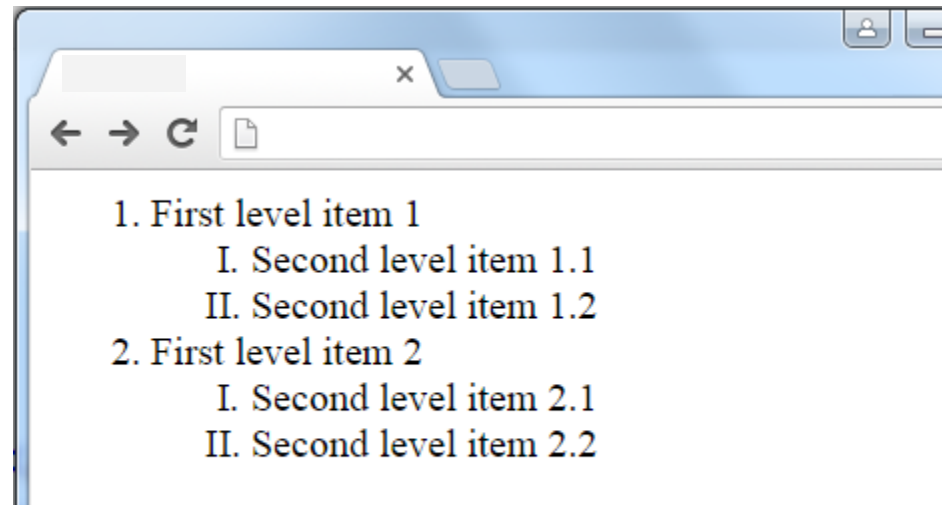 1. First level item 1
I. Second level item 1.1
II. Second level item 1.2
2. First level item 2
I. Second level item 2.1
II. Second level item 2.2